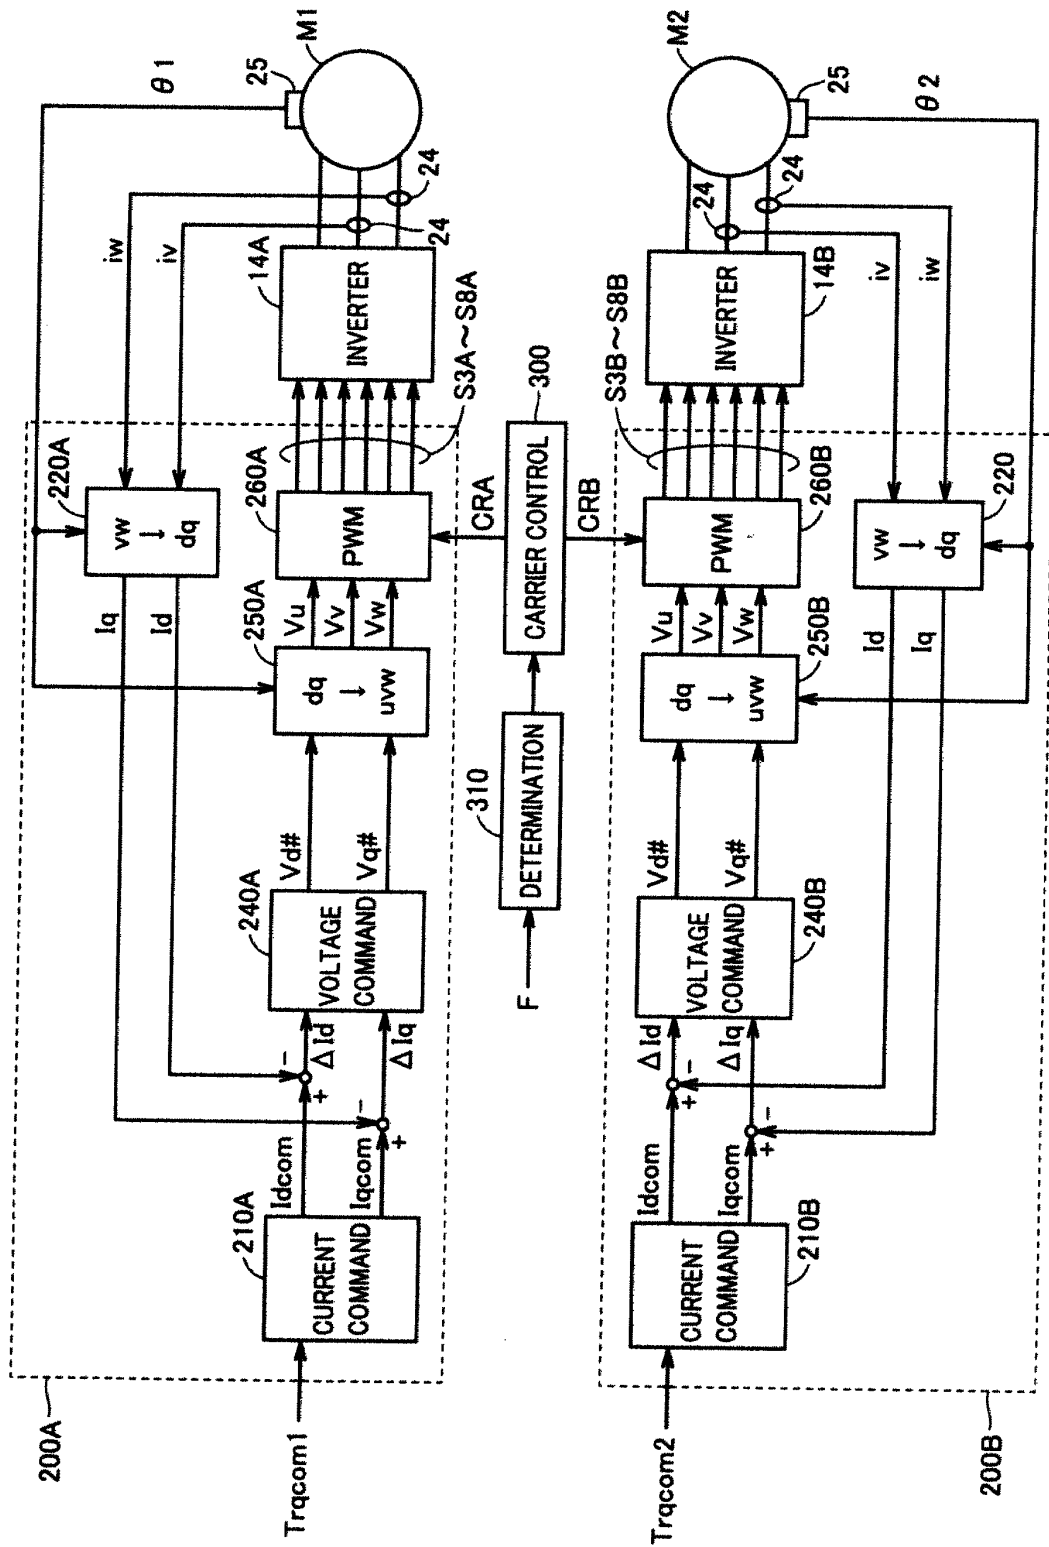 200A
Trqcom1
210A
CURRENT
COMMAND
Idcom
Iqcom
+
−
+
−
ΔId
ΔIq
240A
VOLTAGE
COMMAND
Vd#
Vq#
Iq
Id
220A
vw
↓
dq
250A
dq
↓
uvw
Vu
Vv
Vw
260A
PWM
S3A～S8A
iw
iv
14A
INVERTER
24
24
θ1
25
M1
F
310
DETERMINATION
300
CARRIER CONTROL
CRA
CRB
200B
Trqcom2
210B
CURRENT
COMMAND
Idcom
Iqcom
+
−
+
−
ΔId
ΔIq
240B
VOLTAGE
COMMAND
Vd#
Vq#
250B
dq
↓
uvw
Vu
Vv
Vw
260B
PWM
S3B～S8B
14B
INVERTER
24
24
M2
25
θ2
iv
iw
220
vw
↓
dq
Id
Iq